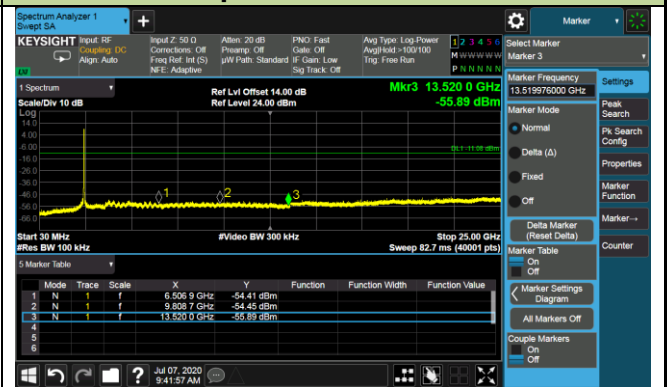 Spectrum Analyzer 1
Swept SA
+
Marker
KEYSIGHT
Input: RF
Coupling: DC
Align: Auto
Input Z: 50 Ω
Corrections: Off
Freq Ref: Int (S)
NFE: Adaptive
Atten: 20 dB
Preamp: Off
µW Path: Standard
PNO: Fast
Gate: Off
IF Gain: Low
Sig Track: Off
Avg Type: Log-Power
Avg|Hold:>100/100
Trig: Free Run
1 2 3 4 5 6
M W W W W W
P N N N N N
LXI
Select Marker
Marker 3
1 Spectrum
Scale/Div 10 dB
Log
Ref Lvl Offset 14.00 dB
Ref Level 24.00 dBm
Mkr3 13.520 0 GHz
-55.89 dBm
14.0
4.00
-6.00
-16.0
-26.0
-36.0
-46.0
-56.0
-66.0
DL1 -11.00 dBm
1
2
3
Start 30 MHz
#Res BW 100 kHz
#Video BW 300 kHz
Stop 25.00 GHz
Sweep 82.7 ms (40001 pts)
5 Marker Table
Mode Trace Scale X Y Function Function Width Function Value
1 N 1 f 6.506 9 GHz -54.41 dBm
2 N 1 f 9.808 7 GHz -54.45 dBm
3 N 1 f 13.520 0 GHz -55.89 dBm
4
5
6
Marker Frequency
13.519976000 GHz
Marker Mode
Normal
Delta (Δ)
Fixed
Off
Delta Marker
(Reset Delta)
Marker Table
On
Off
Marker Settings
Diagram
All Markers Off
Couple Markers
On
Off
Settings
Peak
Search
Pk Search
Config
Properties
Marker
Function
Marker→
Counter
?
Jul 07, 2020
9:41:57 AM